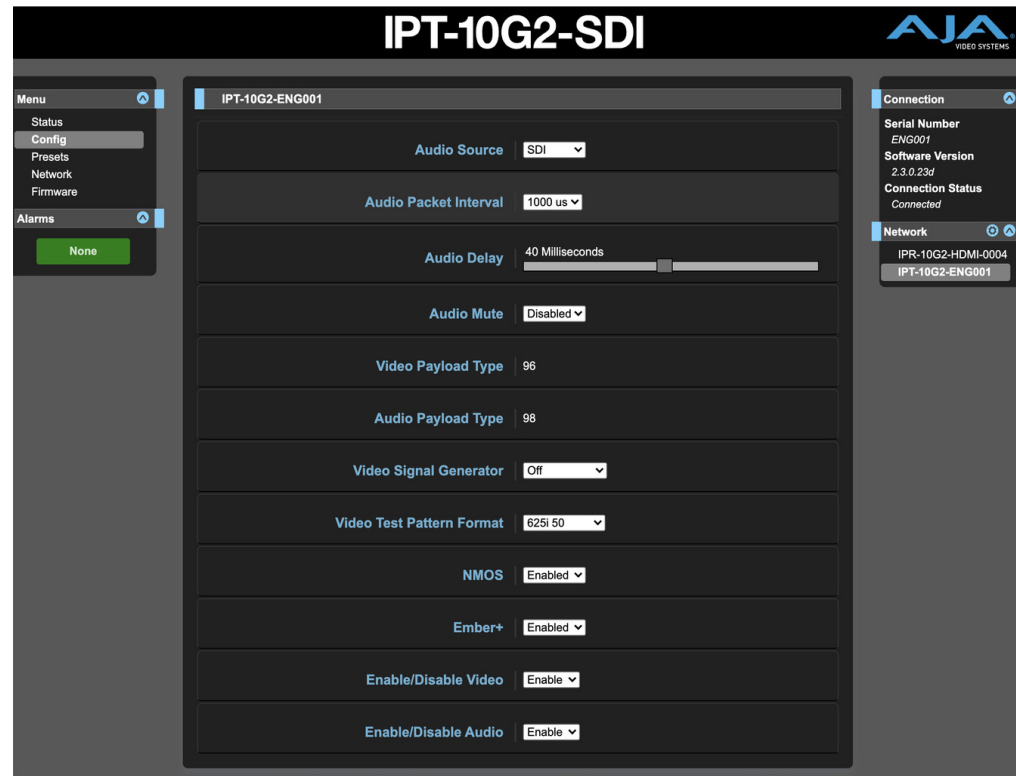 IPT-10G2-SDI
AJA
VIDEO SYSTEMS
Menu
Status
Config
Presets
Network
Firmware
Alarms
None
IPT-10G2-ENG001
Audio Source SDI
Audio Packet Interval 1000 us
Audio Delay 40 Milliseconds
Audio Mute Disabled
Video Payload Type 96
Audio Payload Type 98
Video Signal Generator Off
Video Test Pattern Format 625i 50
NMOS Enabled
Ember+ Enabled
Enable/Disable Video Enable
Enable/Disable Audio Enable
Connection
Serial Number
ENG001
Software Version
2.3.0.23d
Connection Status
Connected
Network
IPR-10G2-HDMI-0004
IPT-10G2-ENG001